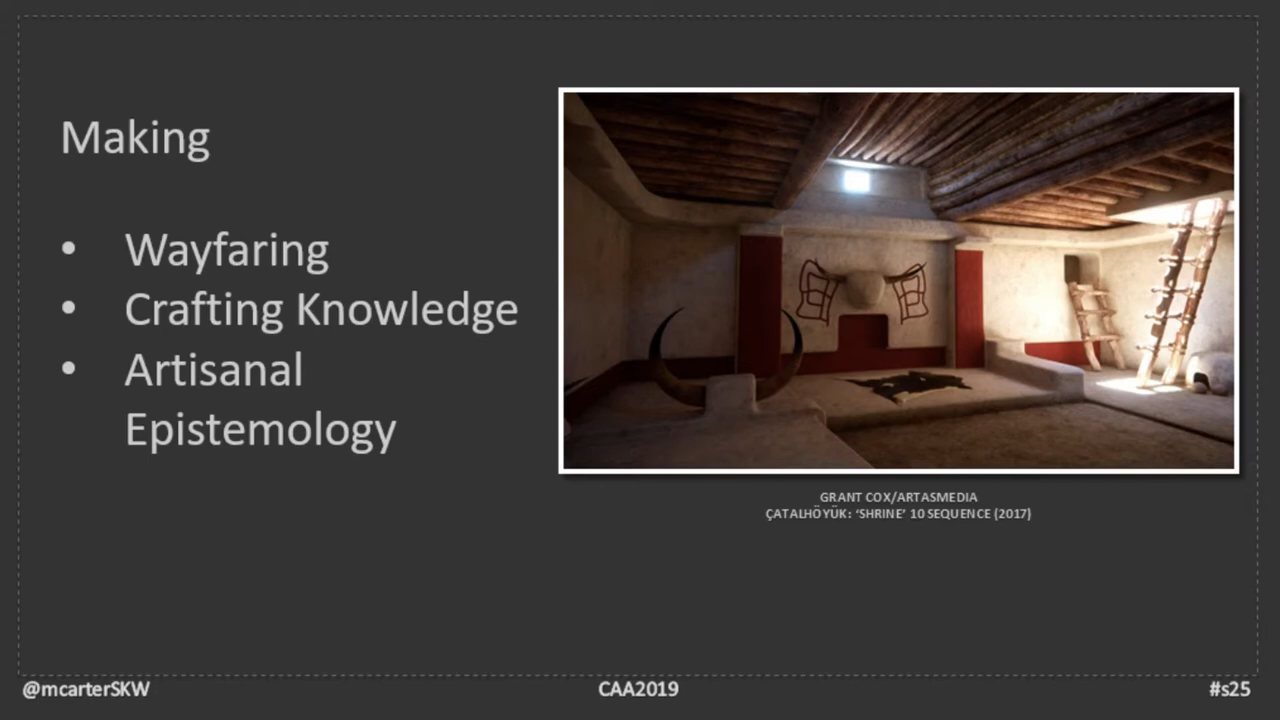 Making
• Wayfaring
• Crafting Knowledge
• Artisanal
Epistemology
GRANT COX/ARTASMEDIA
ÇATALHÖYÜK: ‘SHRINE’ 10 SEQUENCE (2017)
@mcarterSKW
CAA2019
#s25